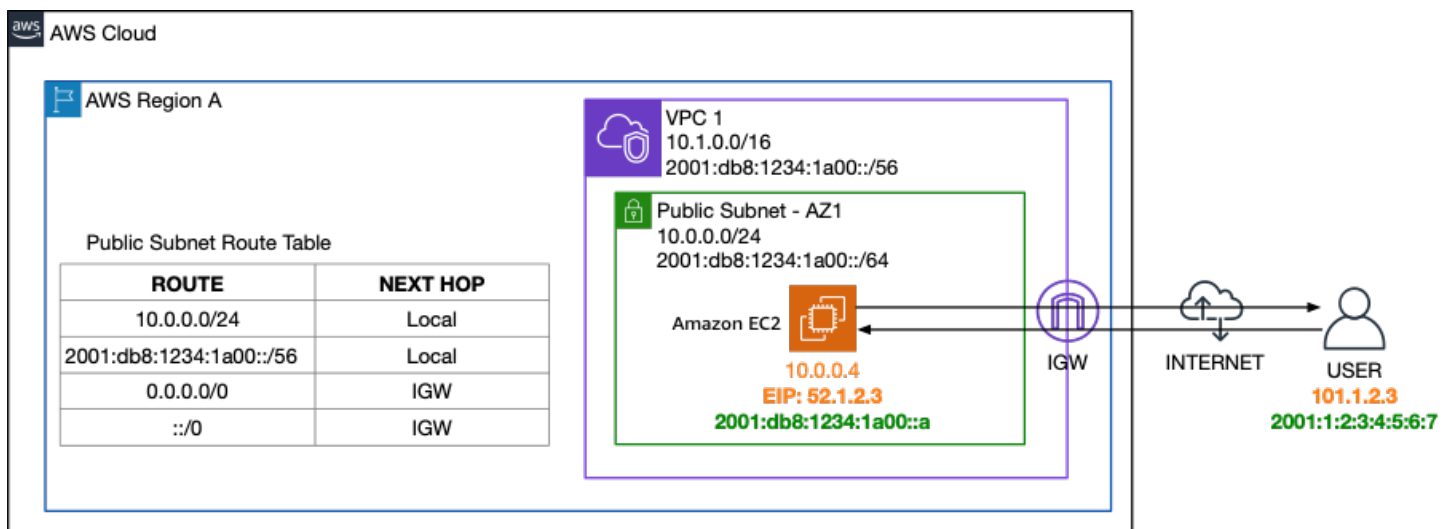 aws
AWS Cloud
AWS Region A
VPC 1
10.1.0.0/16
2001:db8:1234:1a00::/56
Public Subnet - AZ1
10.0.0.0/24
2001:db8:1234:1a00::/64
Public Subnet Route Table
ROUTE NEXT HOP
10.0.0.0/24 Local
2001:db8:1234:1a00::/56 Local
0.0.0.0/0 IGW
::/0 IGW
Amazon EC2
10.0.0.4
EIP: 52.1.2.3
2001:db8:1234:1a00::a
IGW
INTERNET
USER
101.1.2.3
2001:1:2:3:4:5:6:7